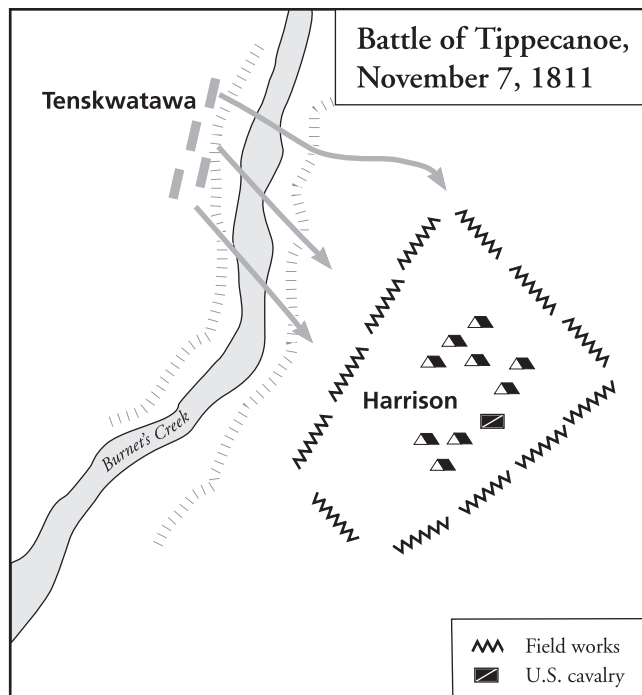 Battle of Tippecanoe,
November 7, 1811
Tenskwatawa
Harrison
Burnet's Creek
Field works
U.S. cavalry